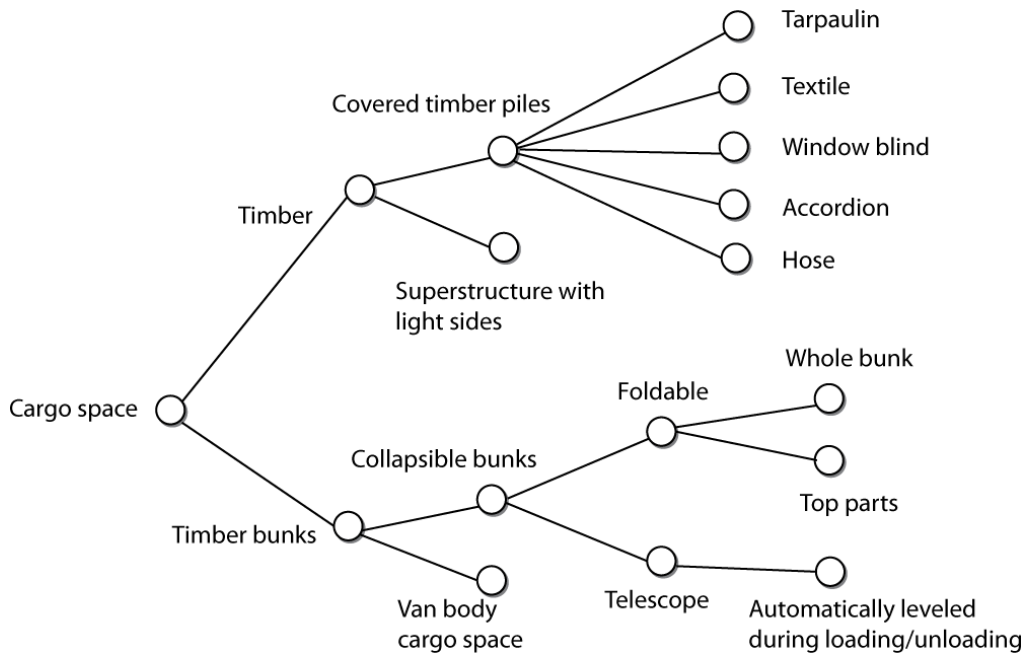 Tarpaulin
Textile
Covered timber piles
Window blind
Accordion
Timber
Hose
Superstructure with
light sides
Whole bunk
Foldable
Cargo space
Collapsible bunks
Top parts
Timber bunks
Telescope
Van body
cargo space
Automatically leveled
during loading/unloading